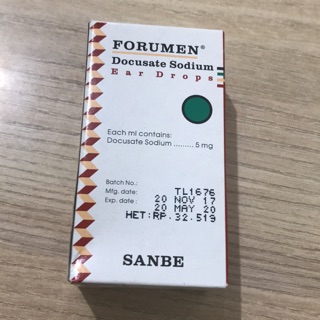 FORUMEN®
Docusate Sodium
Ear Drops
Each ml contains:
Docusate Sodium ......... 5 mg
Batch No.: TL1676
Mfg. date: 20 NOV 17
Exp. date : 20 MAY 20
HET:RP.32.519
SANBE